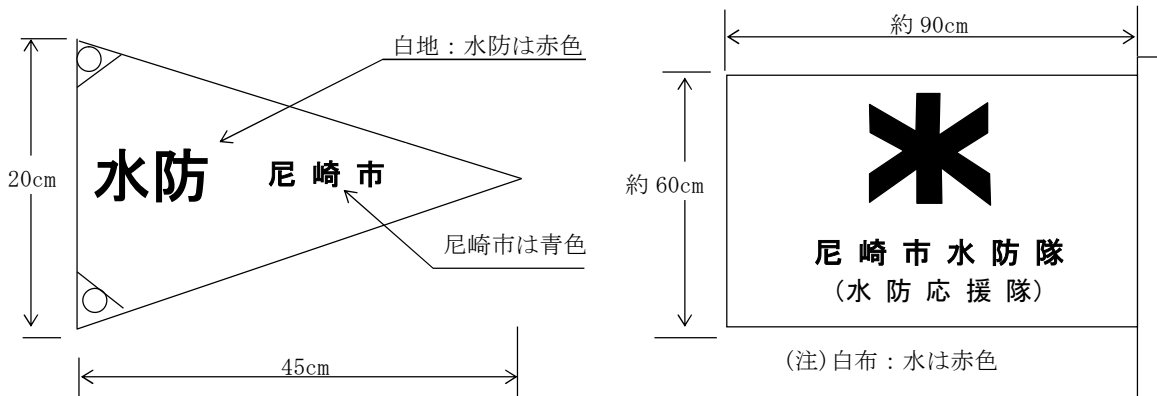 白地：水防は赤色
20cm
水防 尼崎市
尼崎市は青色
45cm
約 90cm
約 60cm
尼崎市水防隊
(水防応援隊)
(注)白布：水は赤色